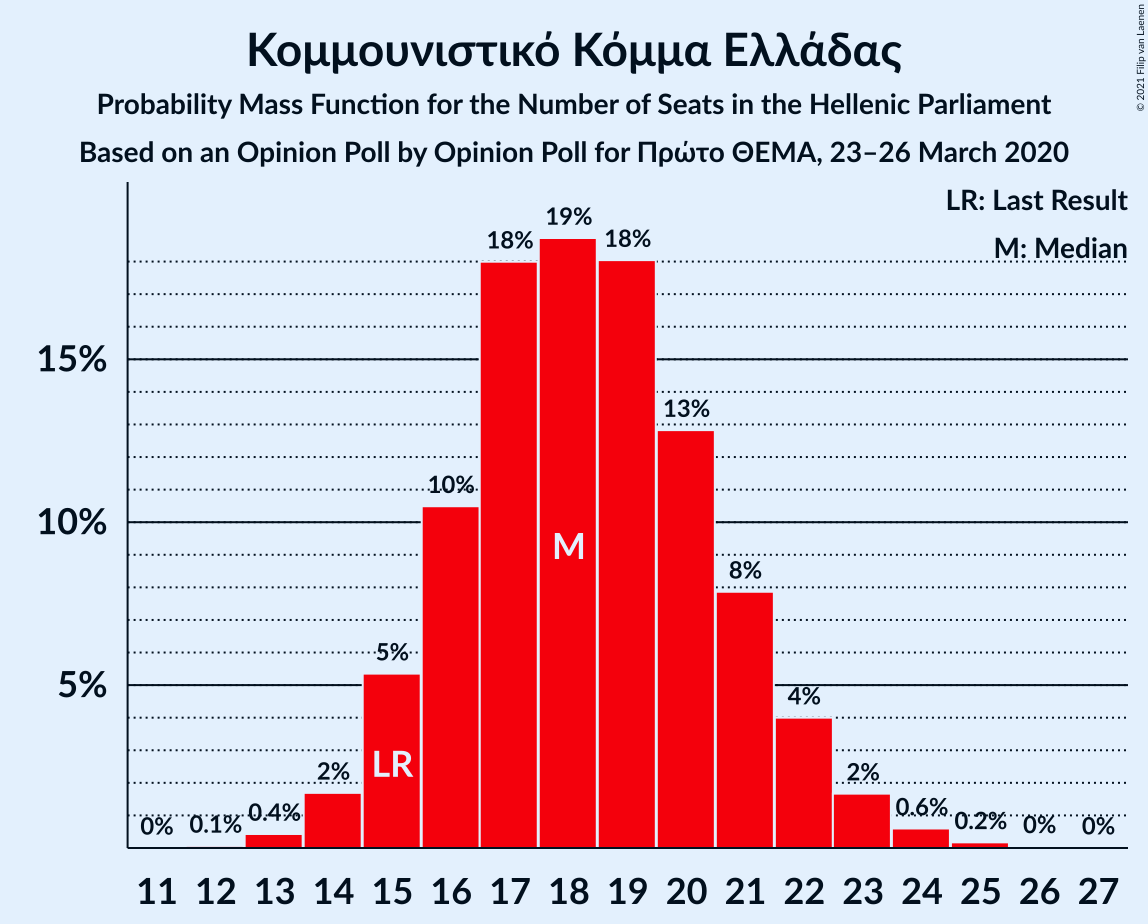 Κομμουνιστικό Κόμμα Ελλάδας
Probability Mass Function for the Number of Seats in the Hellenic Parliament
Based on an Opinion Poll by Opinion Poll for Πρώτο ΘΕΜΑ, 23–26 March 2020
© 2021 Filip van Laenen
LR: Last Result
M: Median
15%
10%
5%
0%
0.1%
0.4%
2%
5%
10%
18%
19%
18%
13%
8%
4%
2%
0.6%
0.2%
0%
0%
LR
M
11 12 13 14 15 16 17 18 19 20 21 22 23 24 25 26 27